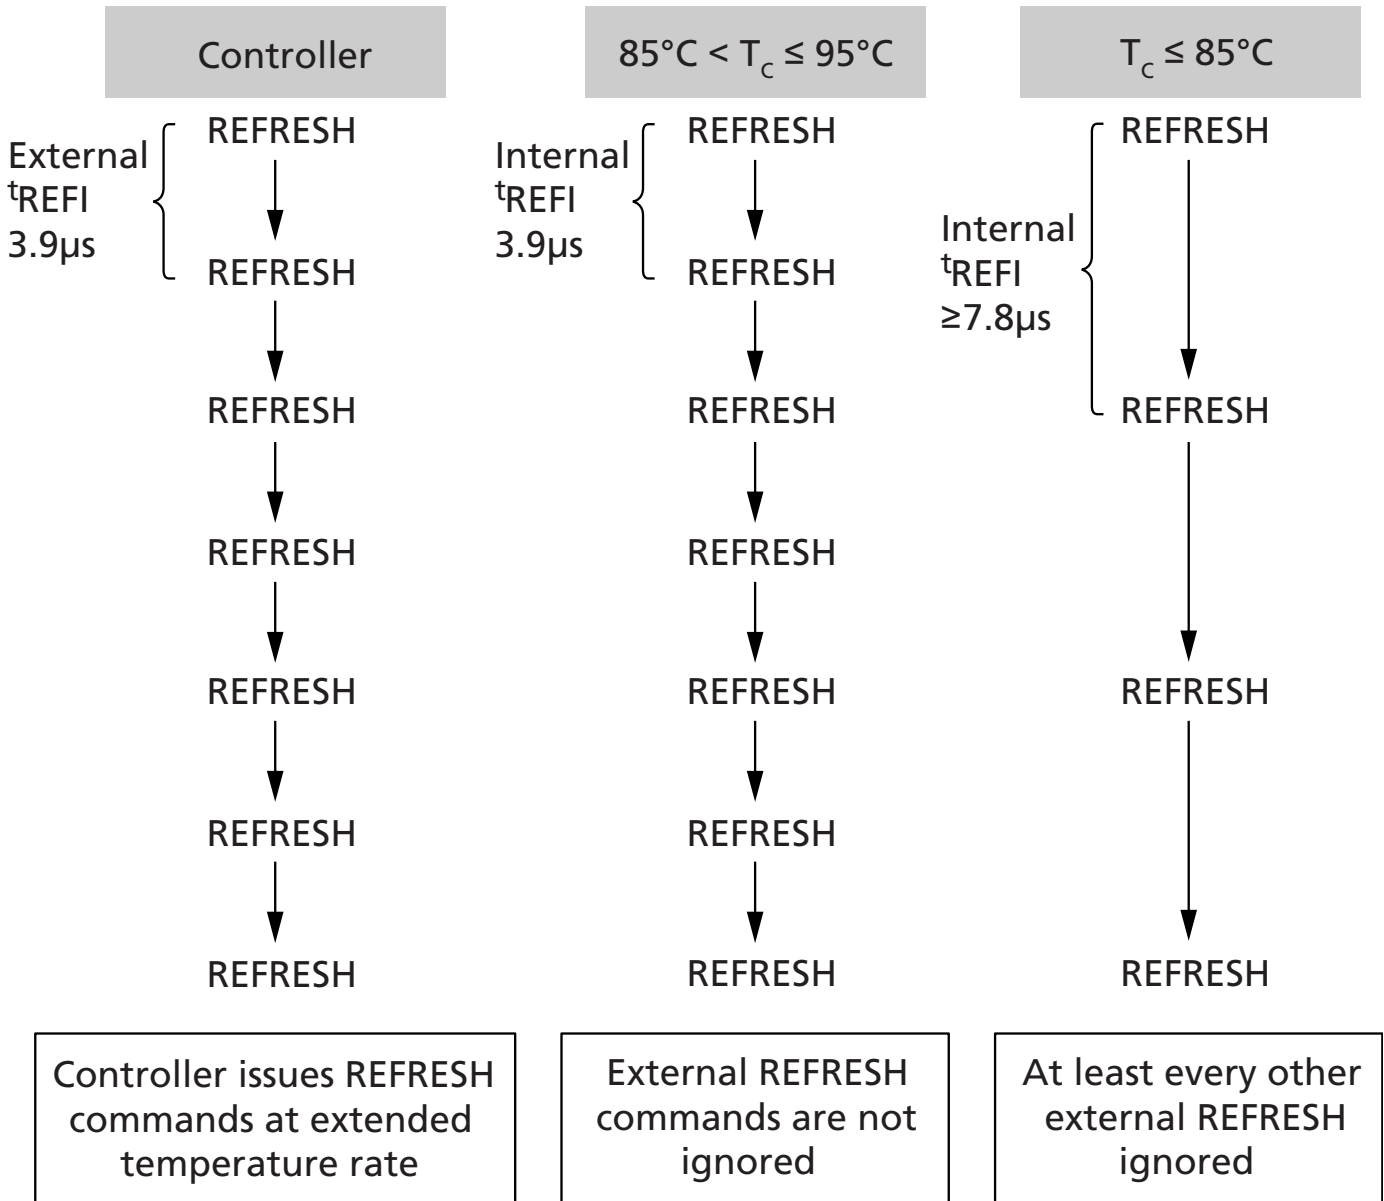 Controller
85°C < TC ≤ 95°C
TC ≤ 85°C
External
tREFI
3.9µs
REFRESH
REFRESH
REFRESH
REFRESH
REFRESH
REFRESH
REFRESH
Internal
tREFI
3.9µs
REFRESH
REFRESH
REFRESH
REFRESH
REFRESH
REFRESH
REFRESH
Internal
tREFI
≥7.8µs
REFRESH
REFRESH
REFRESH
REFRESH
Controller issues REFRESH
commands at extended
temperature rate
External REFRESH
commands are not
ignored
At least every other
external REFRESH
ignored